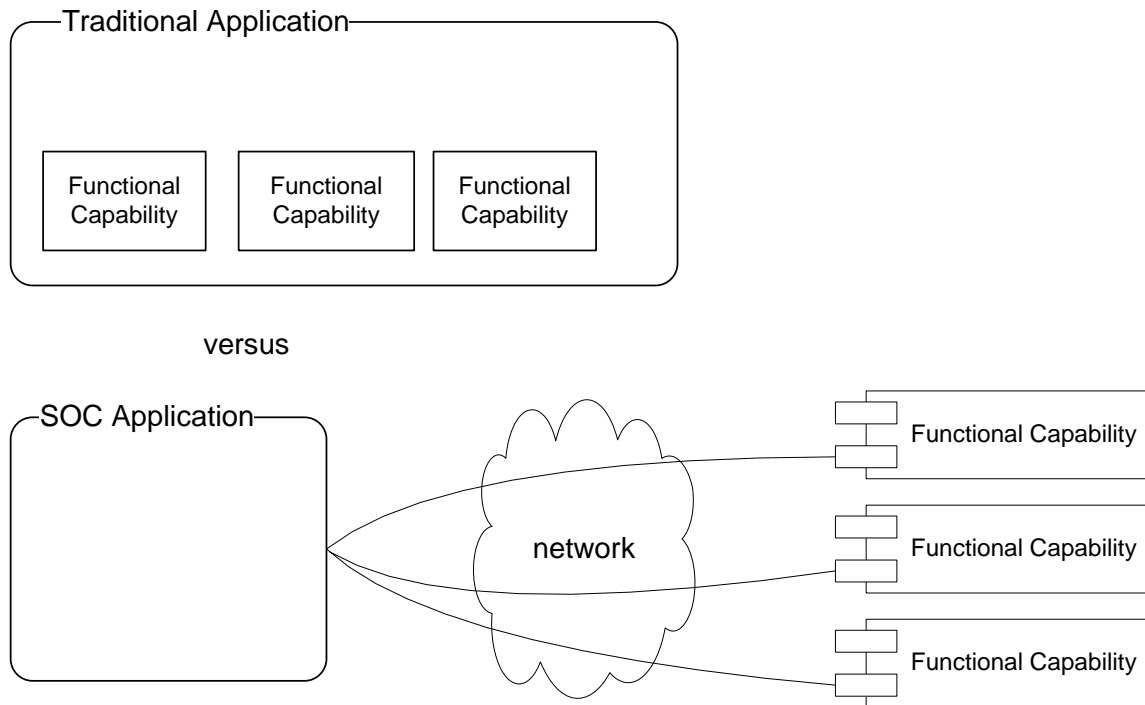 Traditional Application
Functional
Capability
Functional
Capability
Functional
Capability
versus
SOC Application
network
Functional Capability
Functional Capability
Functional Capability